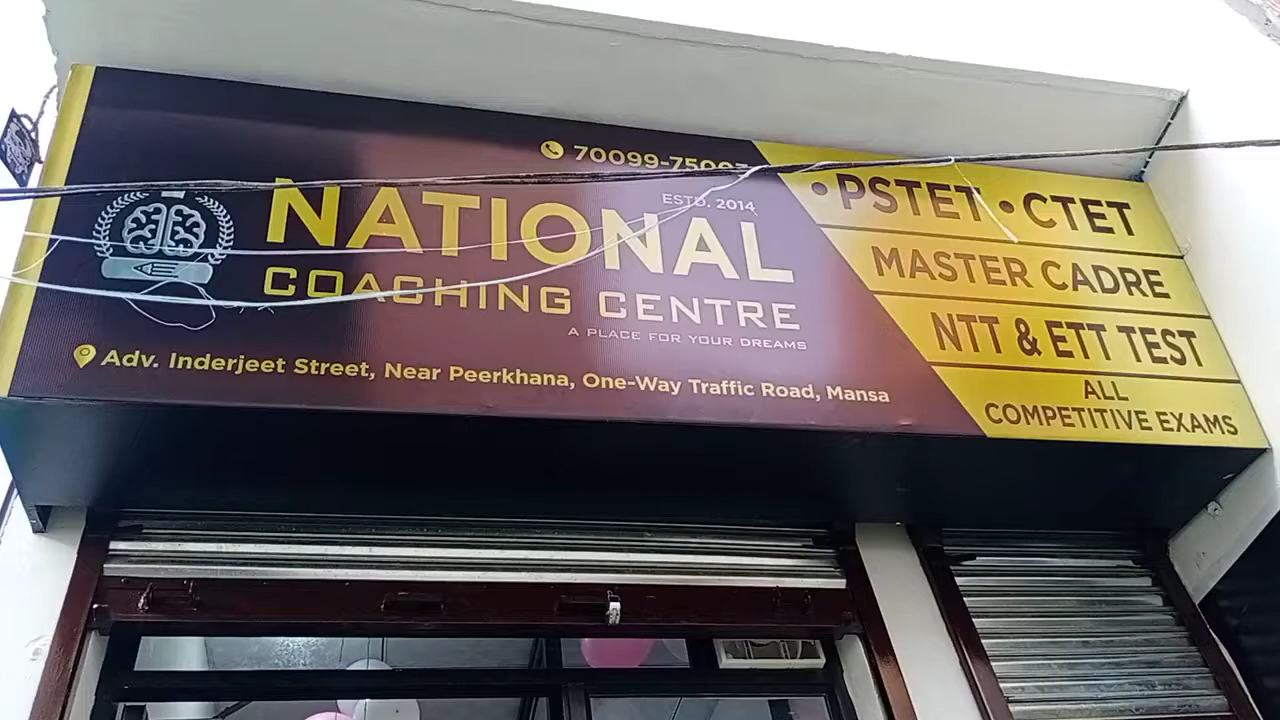 ESTD. 2014
NATIONAL
COACHING CENTRE
A PLACE FOR YOUR DREAMS
Adv. Inderjeet Street, Near Peerkhana, One-Way Traffic Road, Mansa
• PSTET • CTET
MASTER CADRE
NTT & ETT TEST
ALL
COMPETITIVE EXAMS